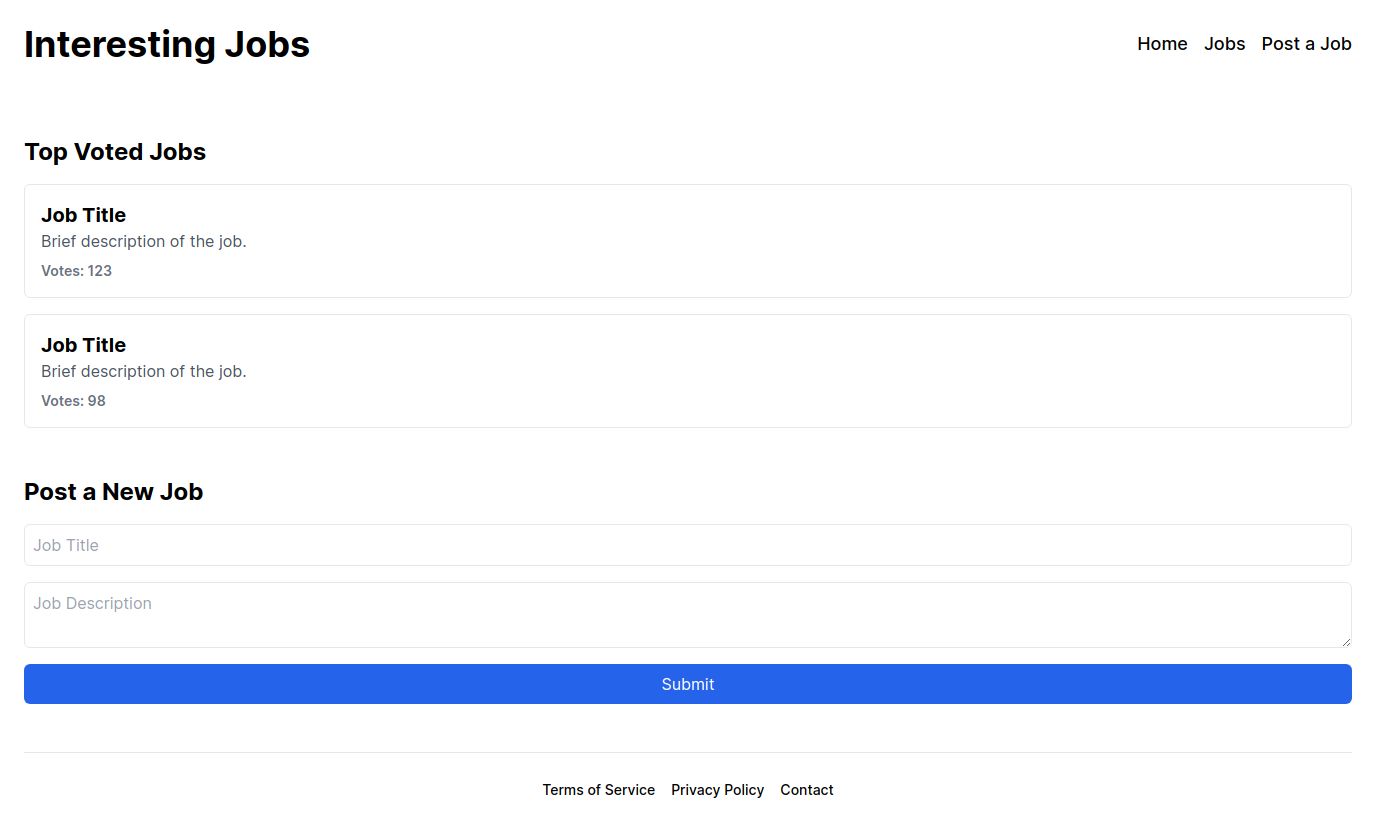 Interesting Jobs
Home Jobs Post a Job
Top Voted Jobs
Job Title
Brief description of the job.
Votes: 123
Job Title
Brief description of the job.
Votes: 98
Post a New Job
Job Title
Job Description
Submit
Terms of Service Privacy Policy Contact